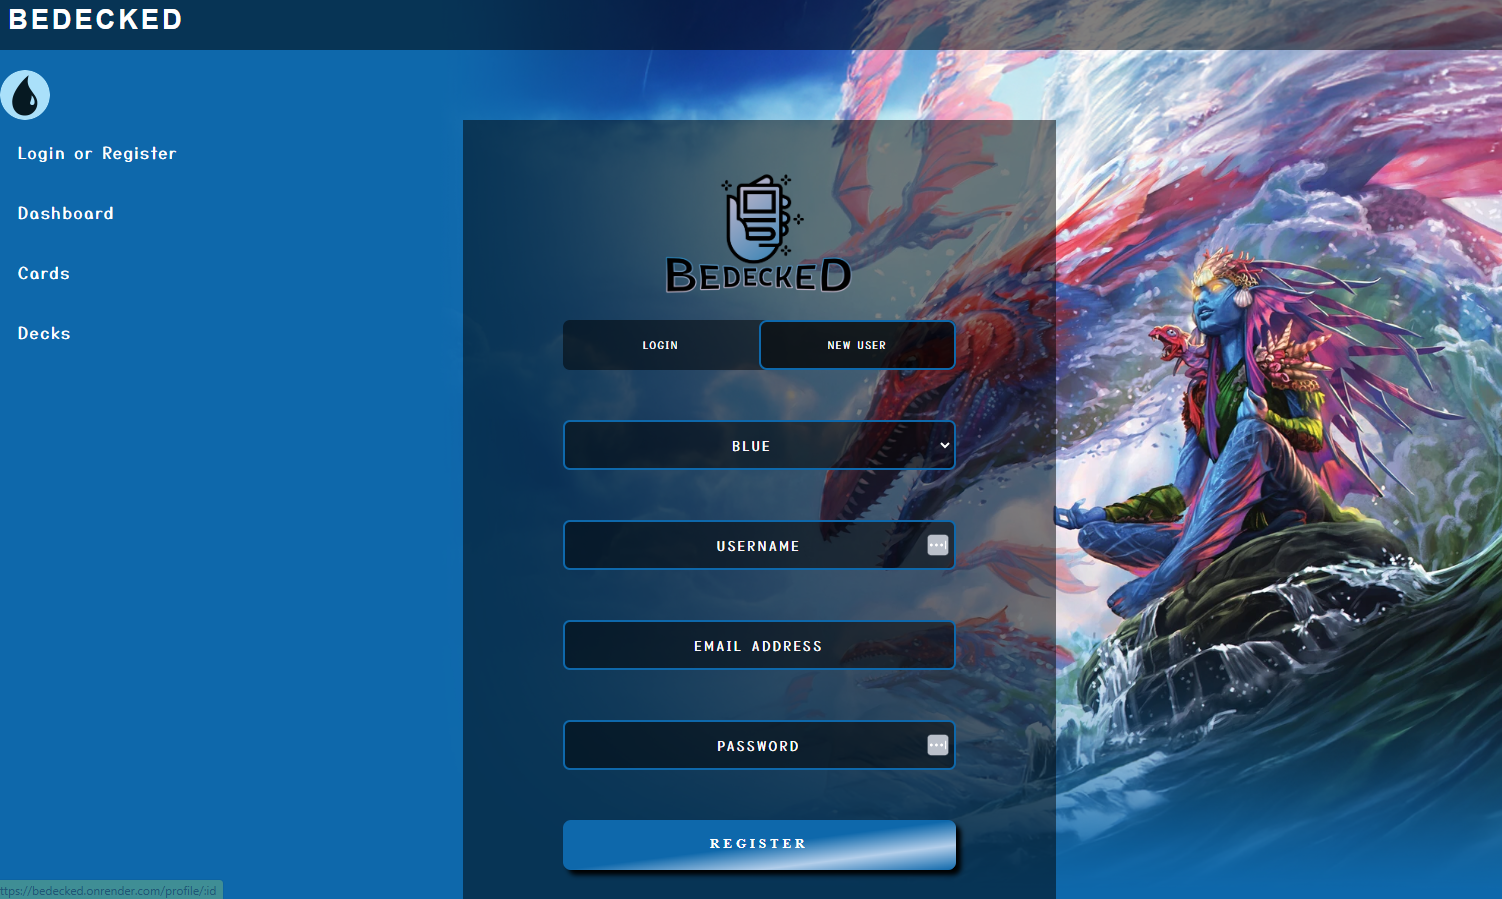 BEDECKED
Login or Register
Dashboard
Cards
Decks
BEDECKED
LOGIN
NEW USER
BLUE
USERNAME
EMAIL ADDRESS
PASSWORD
REGISTER
ttps://bedecked.onrender.com/profile/:id